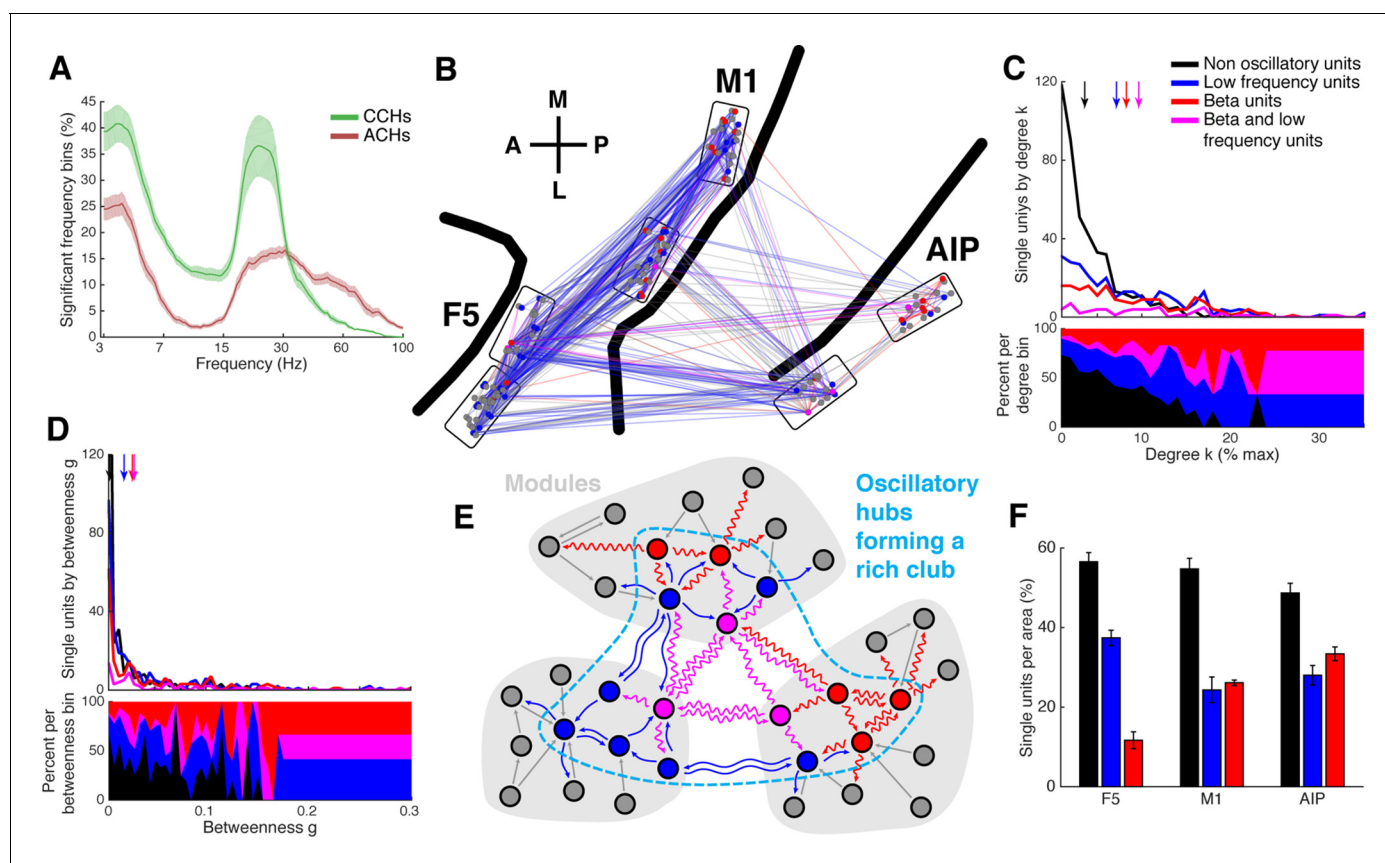 A
Significant frequency bins (%)
45
40
35
30
25
20
15
10
5
0
CCHs
ACHs
3 7 15 30 60 100
Frequency (Hz)
B
M
A P
L
M1
F5
AIP
C
Non oscillatory units
Low frequency units
Beta units
Beta and low
frequency units
Single uniys by degree k
120
80
40
0
Percent per
degree bin
100
50
0
0 10 20 30
Degree k (% max)
D
Single units by betweenness g
120
80
40
0
Percent per
betweenness bin
100
50
0
0 0.1 0.2 0.3
Betweenness g
E
Modules
Oscillatory
hubs
forming a
rich club
F
Single units per area (%)
60
40
20
0
F5 M1 AIP